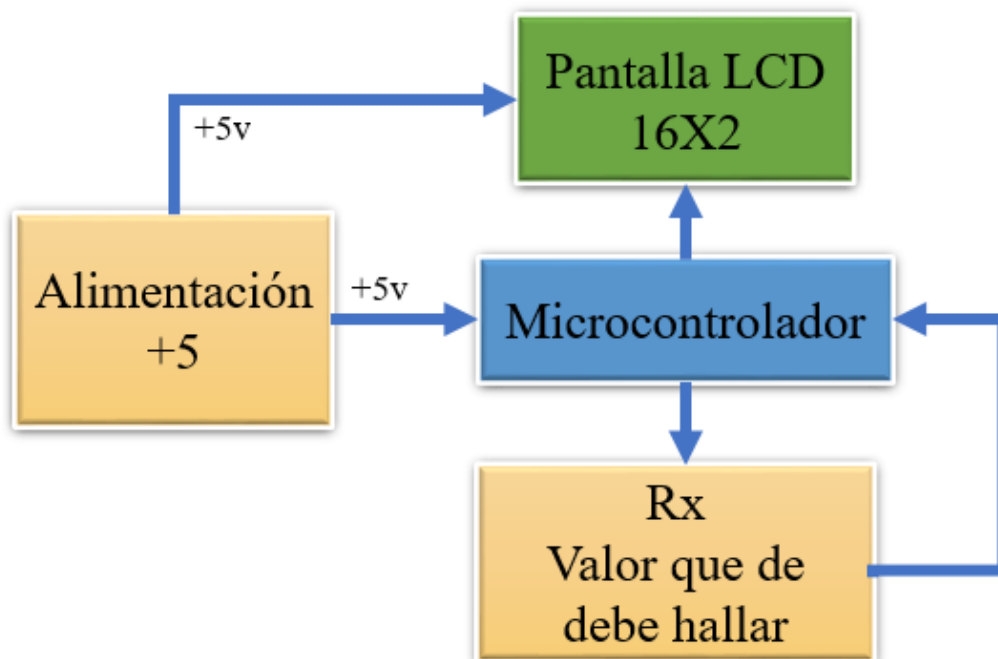 Pantalla LCD
16X2
+5v
Alimentación
+5
+5v
Microcontrolador
Rx
Valor que de
debe hallar